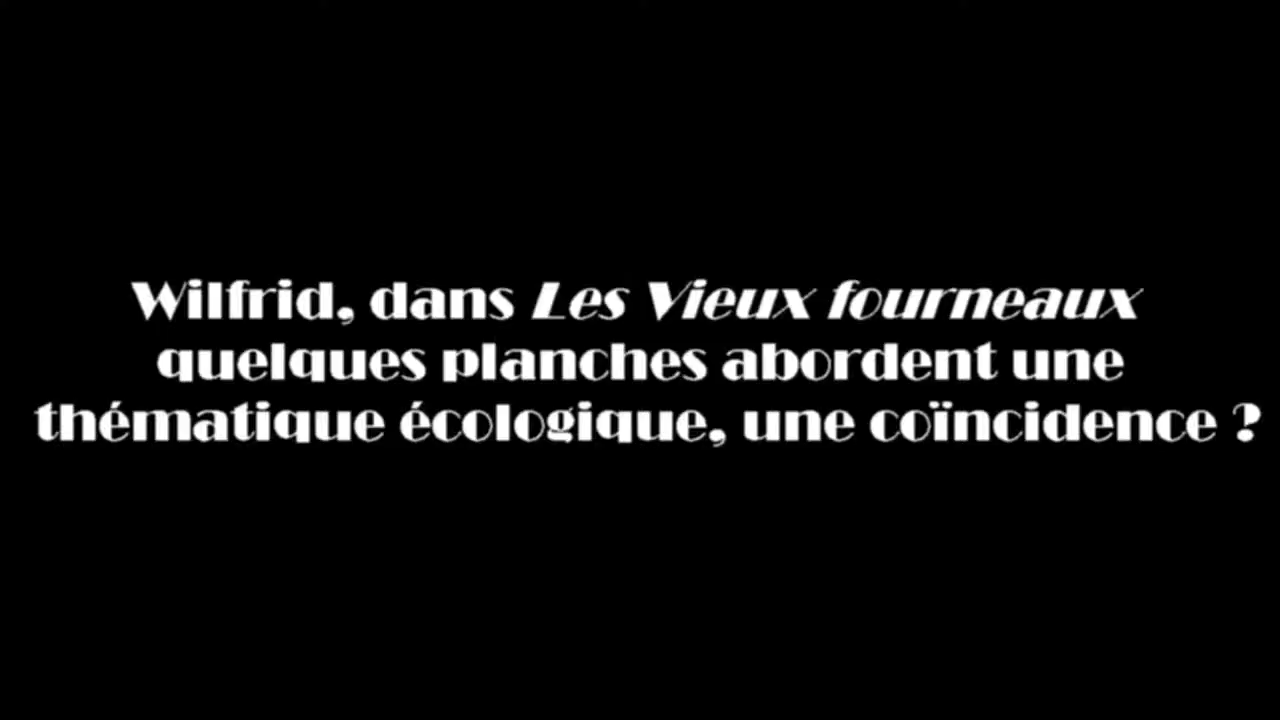 Wilfrid, dans Les Vieux fourneaux
quelques planches abordent une
thématique écologique, une coïncidence ?